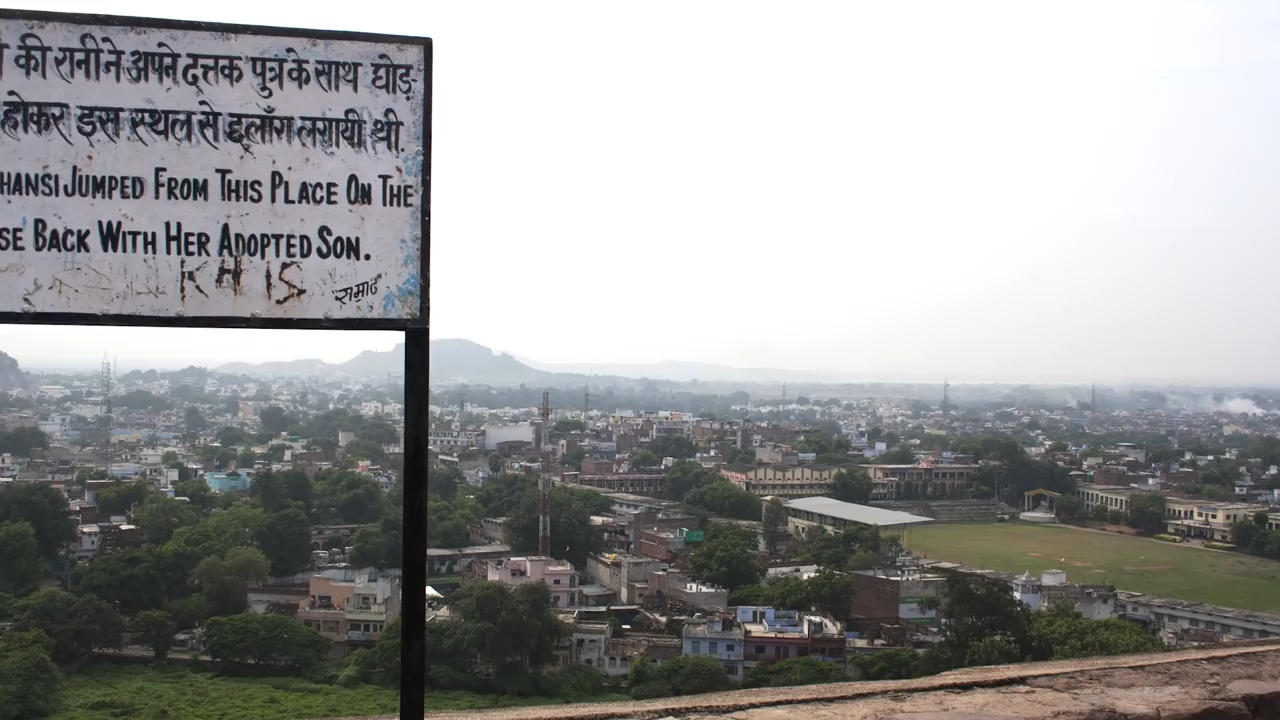 की रानी ने अपने दत्तक पुत्र के साथ घोड़-
होकर इस स्थल से छलाँग लगायी थी.
HANSI JUMPED FROM THIS PLACE ON THE
SE BACK WITH HER ADOPTED SON.
KHIS